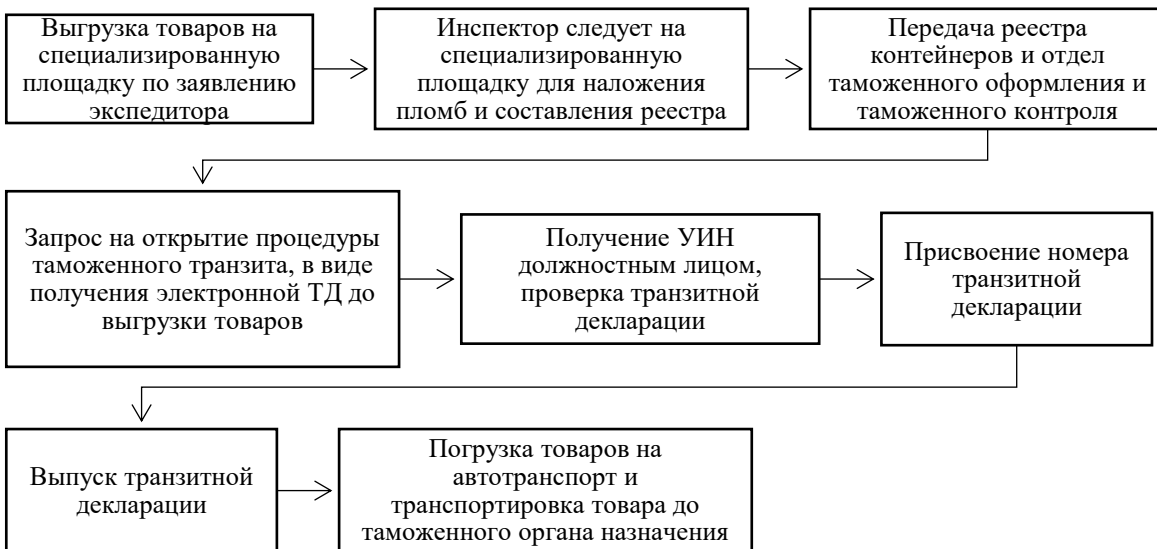 Выгрузка товаров на
специализированную
площадку по заявлению
экспедитора
Инспектор следует на
специализированную
площадку для наложения
пломб и составления реестра
Передача реестра
контейнеров и отдел
таможенного оформления и
таможенного контроля
Запрос на открытие процедуры
таможенного транзита, в виде
получения электронной ТД до
выгрузки товаров
Получение УИН
должностным лицом,
проверка транзитной
декларации
Присвоение номера
транзитной
декларации
Выпуск транзитной
декларации
Погрузка товаров на
автотранспорт и
транспортировка товара до
таможенного органа назначения